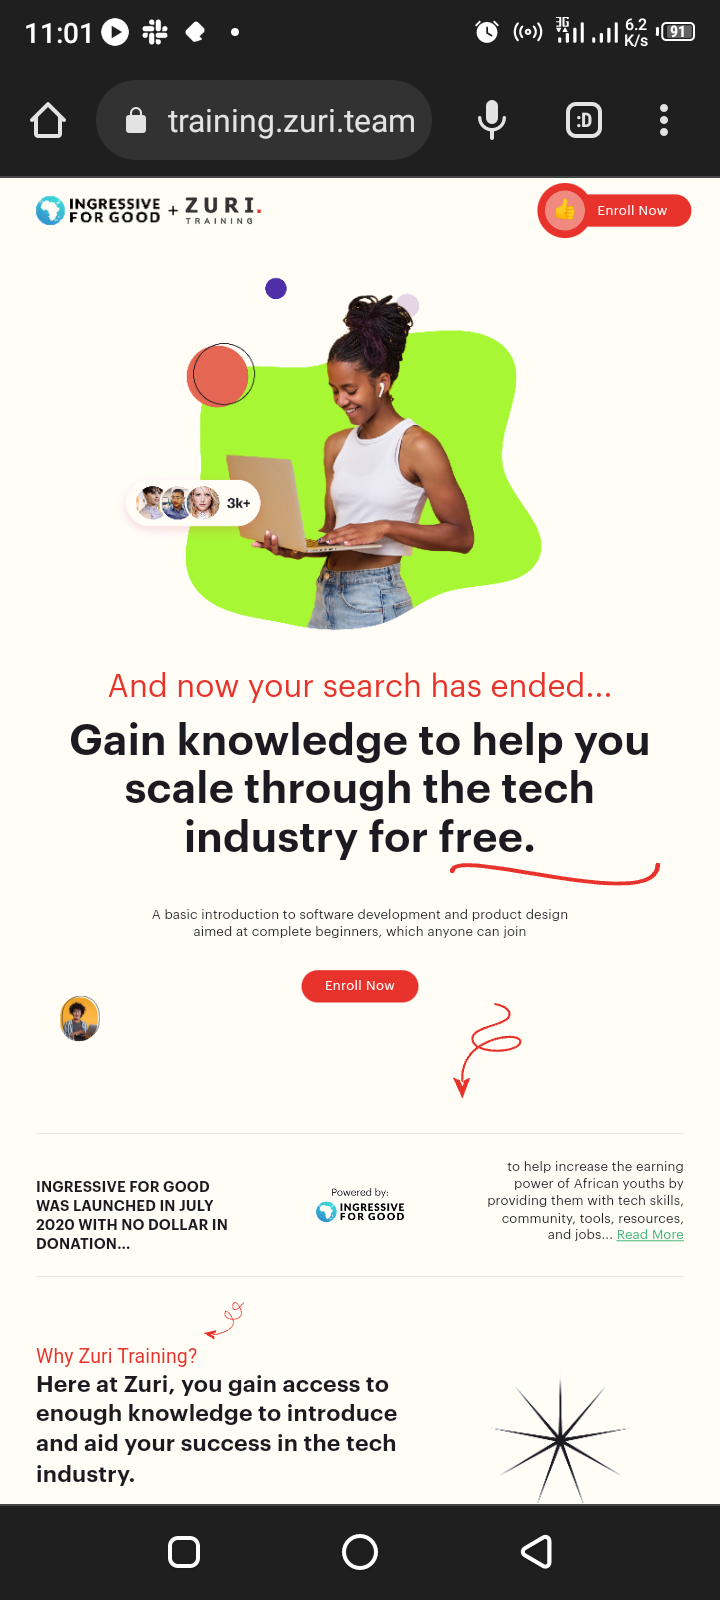 11:01
3G
6.2
K/s
91
training.zuri.team
:D
INGRESSIVE
FOR GOOD
+
ZURI.
TRAINING
Enroll Now
3k+
And now your search has ended...
Gain knowledge to help you
scale through the tech
industry for free.
A basic introduction to software development and product design
aimed at complete beginners, which anyone can join
Enroll Now
INGRESSIVE FOR GOOD
WAS LAUNCHED IN JULY
2020 WITH NO DOLLAR IN
DONATION...
Powered by:
INGRESSIVE
FOR GOOD
to help increase the earning
power of African youths by
providing them with tech skills,
community, tools, resources,
and jobs... Read More
Why Zuri Training?
Here at Zuri, you gain access to
enough knowledge to introduce
and aid your success in the tech
industry.